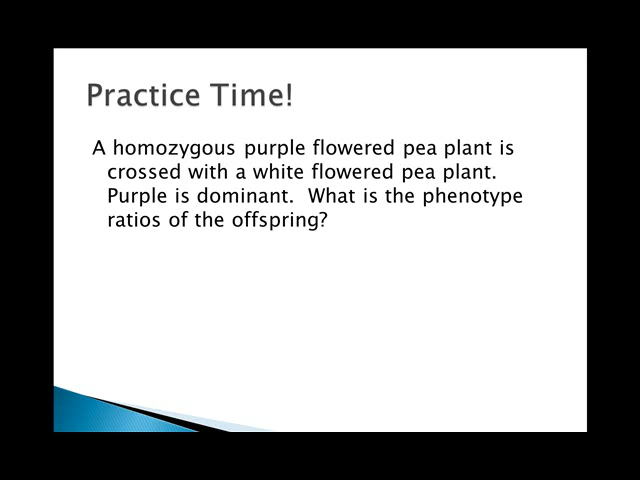 Practice Time!
A homozygous purple flowered pea plant is
crossed with a white flowered pea plant.
Purple is dominant.  What is the phenotype
ratios of the offspring?